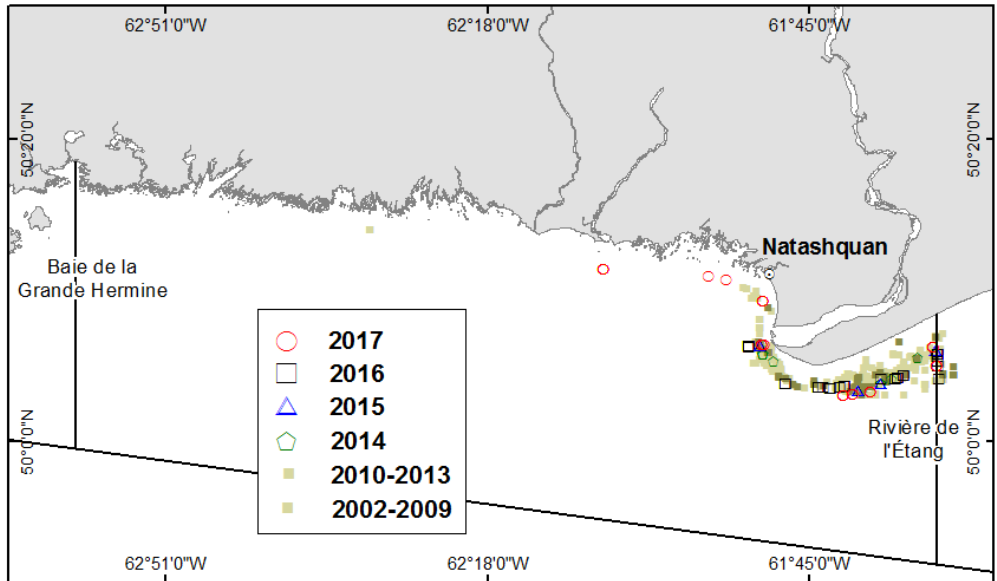 62°51'0"W
62°18'0"W
61°45'0"W
50°20'0"N
50°20'0"N
Natashquan
Baie de la
Grande Hermine
2017
2016
2015
2014
2010-2013
2002-2009
Rivière de
l'Étang
50°0'0"N
50°0'0"N
62°51'0"W
62°18'0"W
61°45'0"W